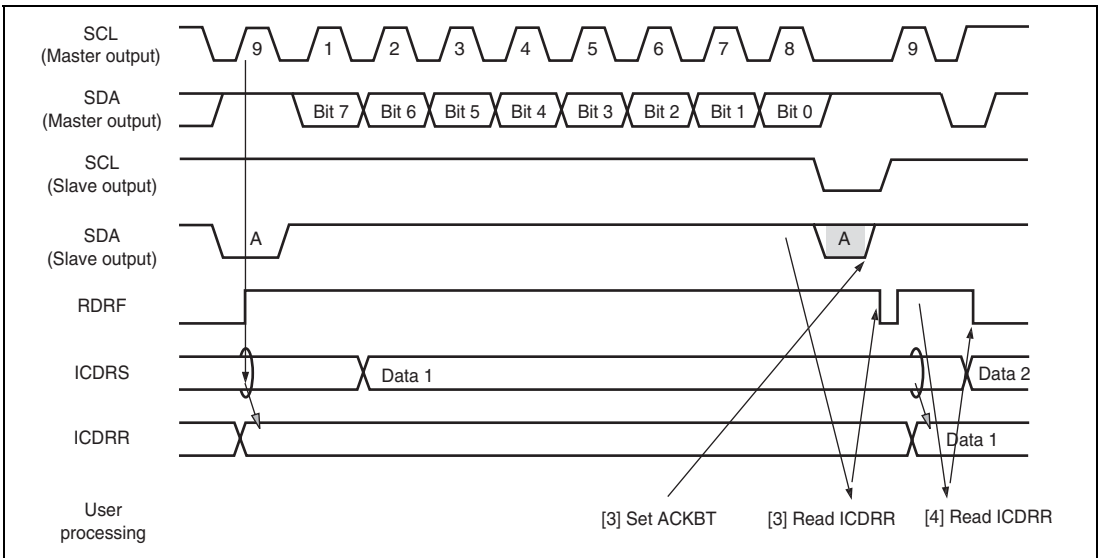 SCL
(Master output)
9 1 2 3 4 5 6 7 8 9
SDA
(Master output)
Bit 7 Bit 6 Bit 5 Bit 4 Bit 3 Bit 2 Bit 1 Bit 0
SCL
(Slave output)
SDA
(Slave output)
A A
RDRF
ICDRS
Data 1 Data 2
ICDRR
Data 1
User
processing
[3] Set ACKBT [3] Read ICDRR [4] Read ICDRR